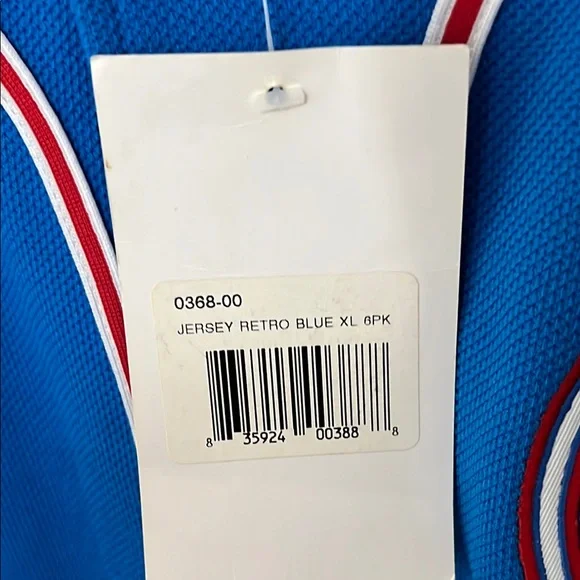 0368-00
JERSEY RETRO BLUE XL 6PK
8 35924 00388 8